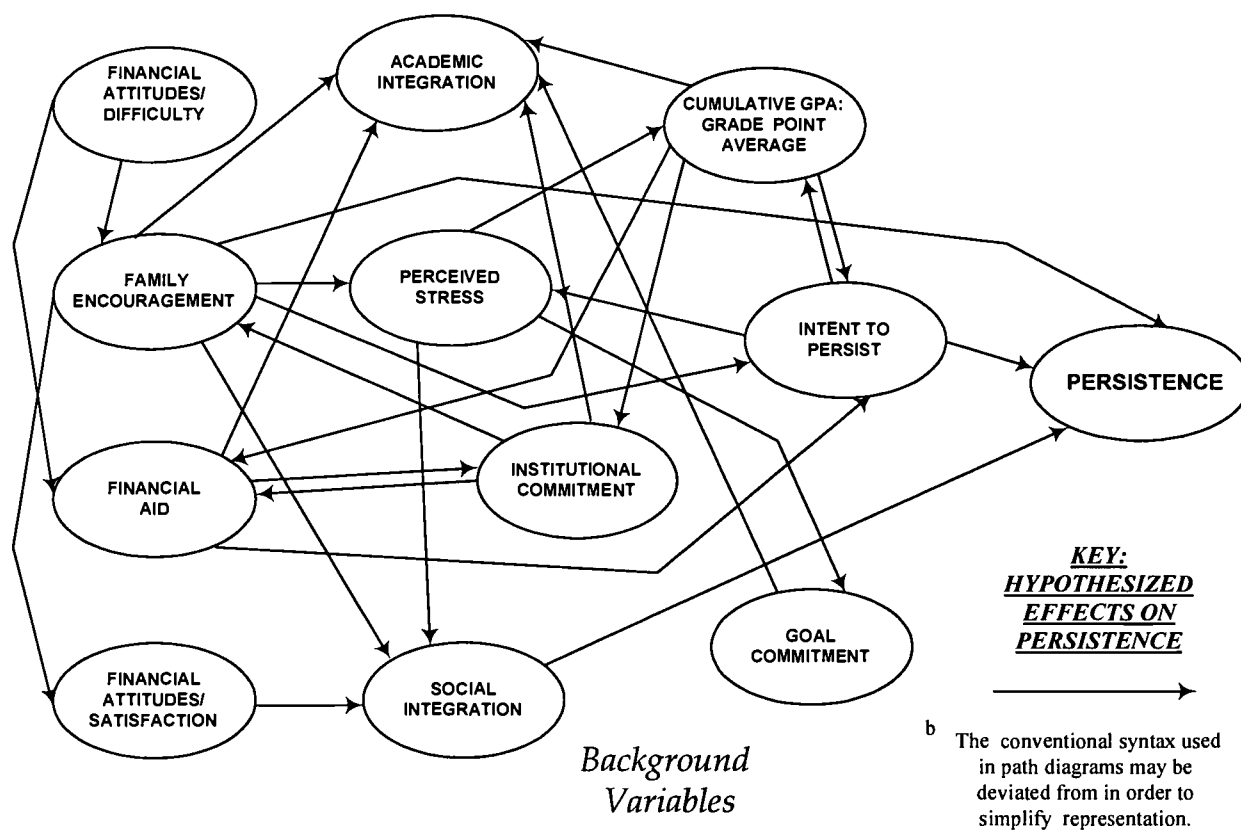 FINANCIAL
ATTITUDES/
DIFFICULTY
ACADEMIC
INTEGRATION
CUMULATIVE GPA:
GRADE POINT
AVERAGE
FAMILY
ENCOURAGEMENT
PERCEIVED
STRESS
INTENT TO
PERSIST
PERSISTENCE
FINANCIAL
AID
INSTITUTIONAL
COMMITMENT
GOAL
COMMITMENT
FINANCIAL
ATTITUDES/
SATISFACTION
SOCIAL
INTEGRATION
Background
Variables
KEY:
HYPOTHESIZED
EFFECTS ON
PERSISTENCE
b The conventional syntax used
in path diagrams may be
deviated from in order to
simplify representation.